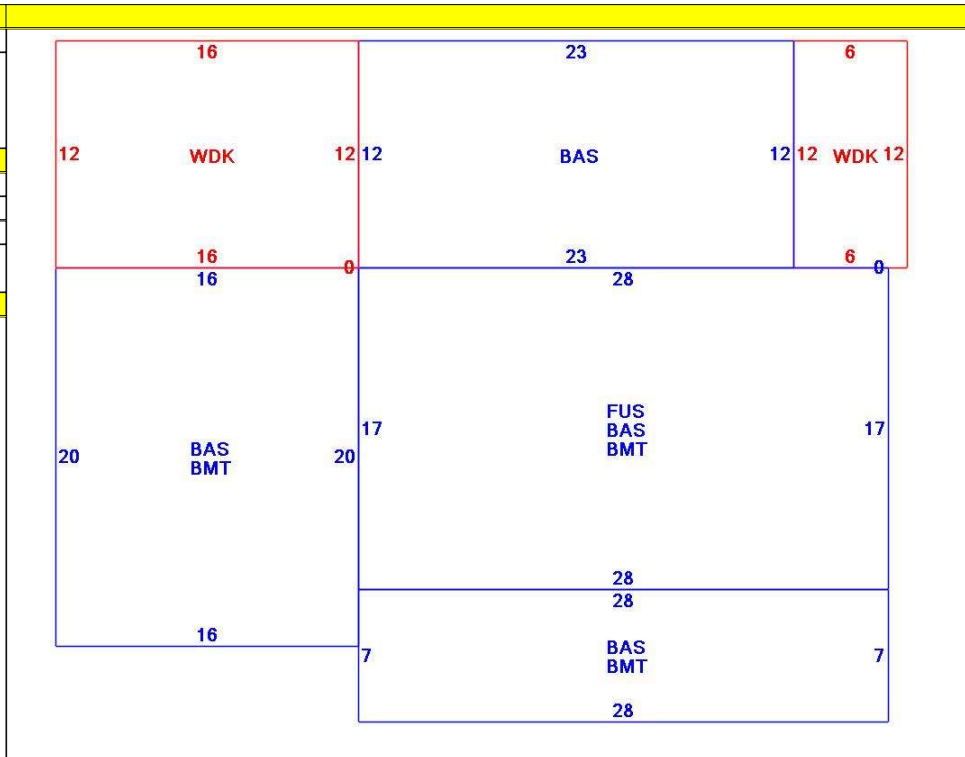 16 23 6
12 WDK 12 12 BAS 12 12 WDK 12
16 0 23 6 0
16 28
FUS
17 BAS 17
20 BAS 20 BMT
BMT
28
28
16
7 BAS 7
BMT
28